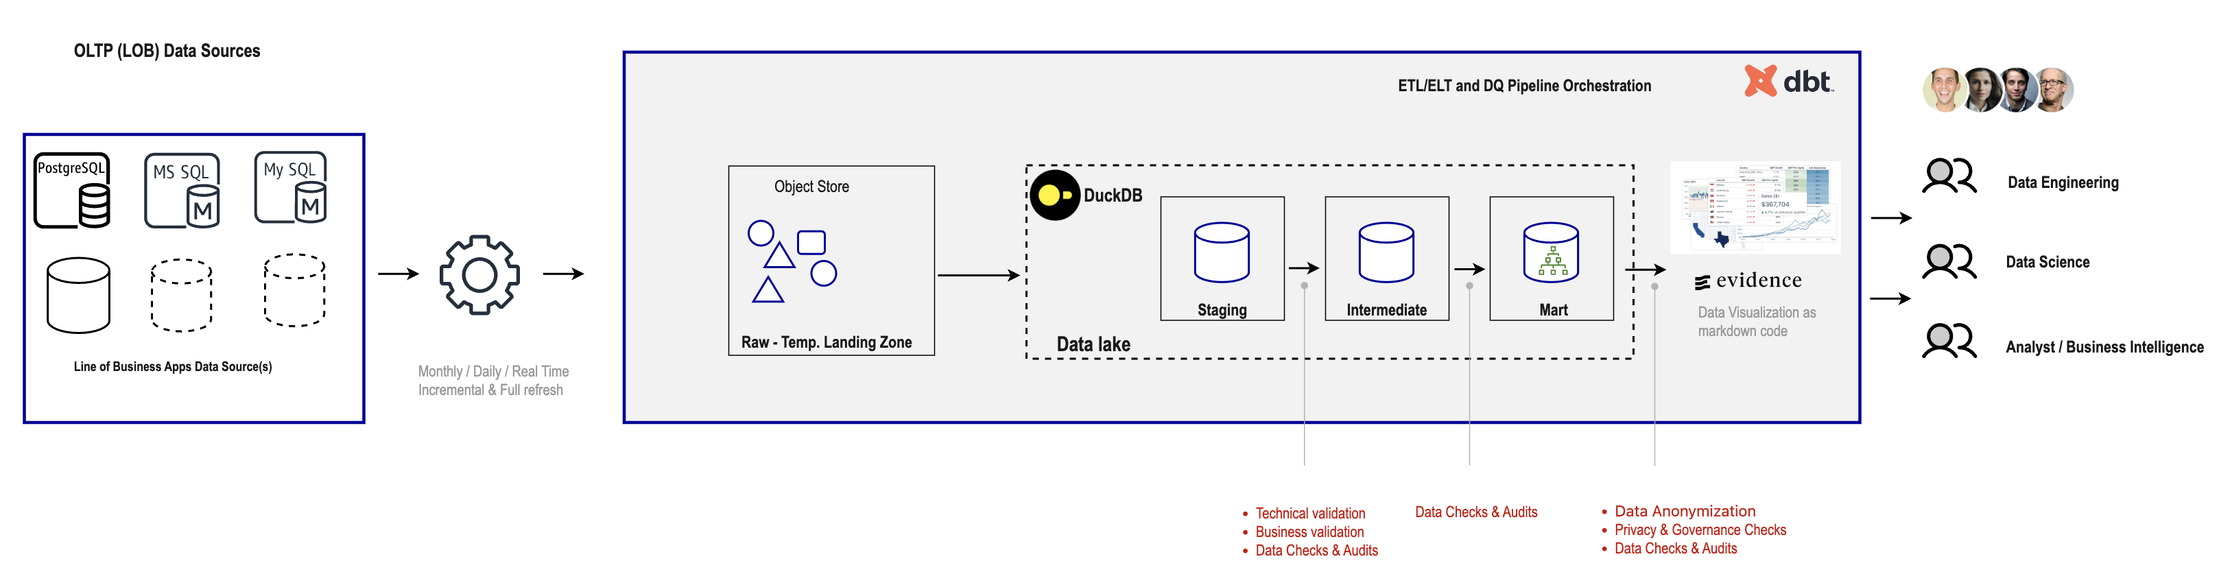 OLTP (LOB) Data Sources
PostgreSQL
MS SQL
My SQL
M
M
Line of Business Apps Data Source(s)
Monthly / Daily / Real Time
Incremental & Full refresh
ETL/ELT and DQ Pipeline Orchestration
dbt
Object Store
Raw - Temp. Landing Zone
DuckDB
Data lake
Staging
Intermediate
Mart
$367,704
evidence
Data Visualization as
markdown code
Data Engineering
Data Science
Analyst / Business Intelligence
• Technical validation
• Business validation
• Data Checks & Audits
Data Checks & Audits
• Data Anonymization
• Privacy & Governance Checks
• Data Checks & Audits